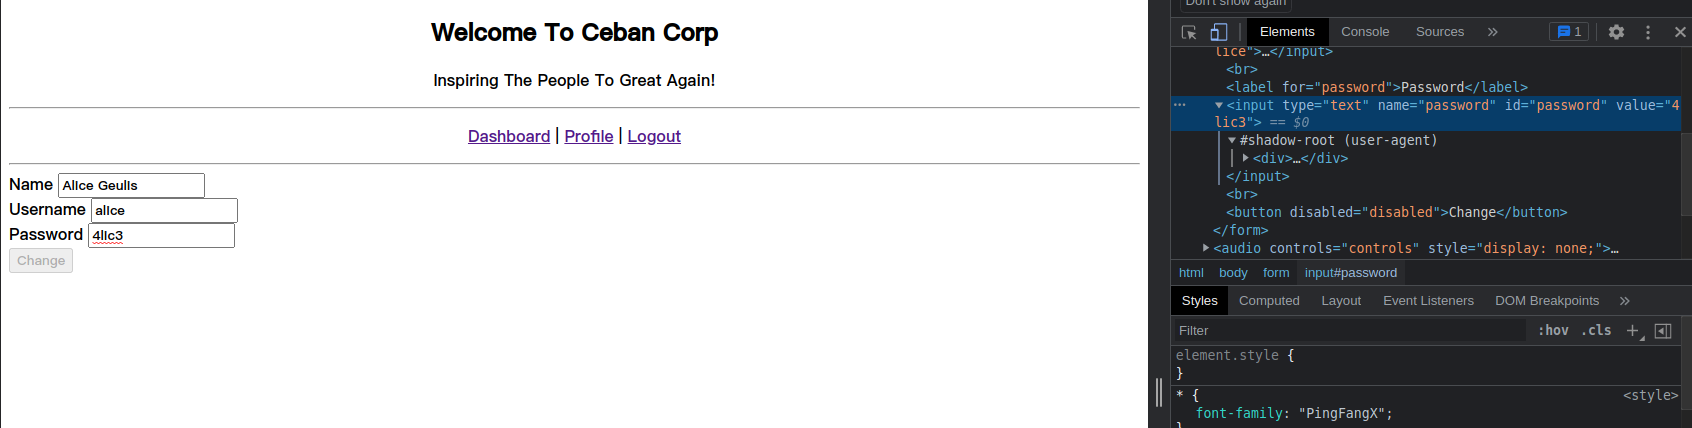 Welcome To Ceban Corp
Inspiring The People To Great Again!
Dashboard | Profile | Logout
Name Alice Geulis
Username alice
Password 4lic3
Change
Don't show again
Elements Console Sources » 1
lice">…</input>
<br>
<label for="password">Password</label>
… ▼<input type="text" name="password" id="password" value="4
lic3"> == $0
▼#shadow-root (user-agent)
▶<div>…</div>
</input>
<br>
<button disabled="disabled">Change</button>
</form>
▶<audio controls="controls" style="display: none;">…
html body form input#password
Styles Computed Layout Event Listeners DOM Breakpoints »
Filter :hov .cls +
element.style {
}
* { <style>
font-family: "PingFangX";
}